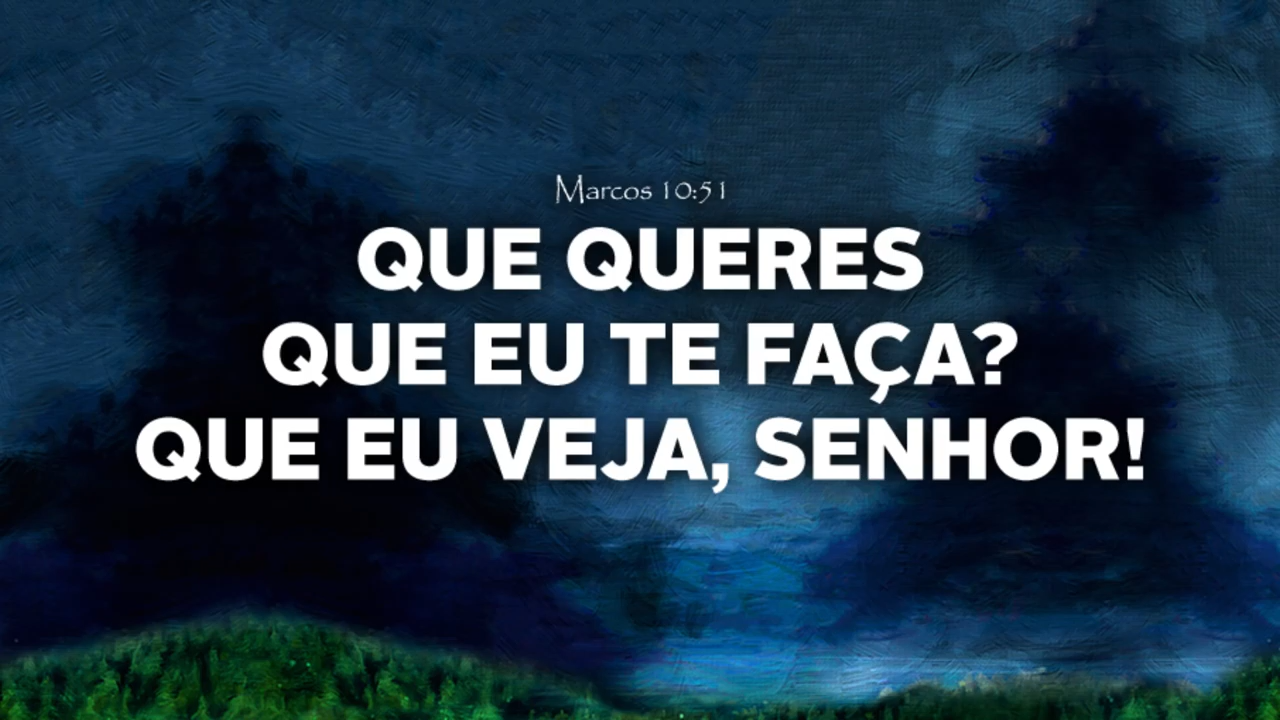 Marcos 10:51
QUE QUERES
QUE EU TE FAÇA?
QUE EU VEJA, SENHOR!